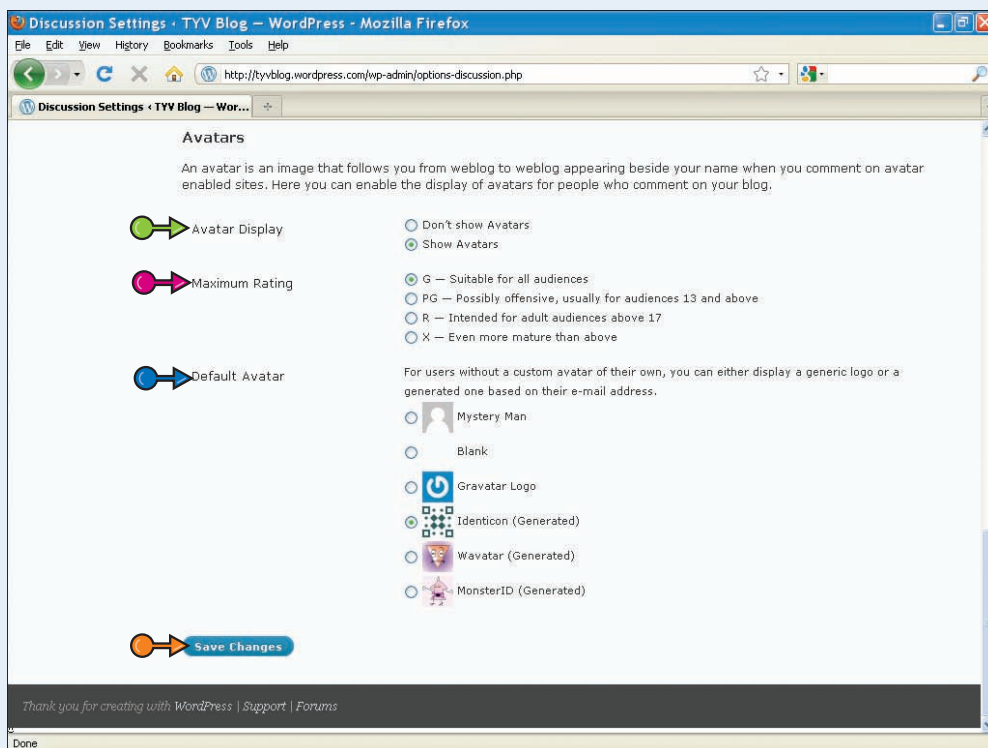 Discussion Settings ‹ TYV Blog — WordPress - Mozilla Firefox
File Edit View History Bookmarks Tools Help
http://tyvblog.wordpress.com/wp-admin/options-discussion.php
Discussion Settings ‹ TYV Blog — Wor...
Avatars
An avatar is an image that follows you from weblog to weblog appearing beside your name when you comment on avatar
enabled sites. Here you can enable the display of avatars for people who comment on your blog.
Avatar Display
Don't show Avatars
Show Avatars
Maximum Rating
G — Suitable for all audiences
PG — Possibly offensive, usually for audiences 13 and above
R — Intended for adult audiences above 17
X — Even more mature than above
Default Avatar
For users without a custom avatar of their own, you can either display a generic logo or a
generated one based on their e-mail address.
Mystery Man
Blank
Gravatar Logo
Identicon (Generated)
Wavatar (Generated)
MonsterID (Generated)
Save Changes
Thank you for creating with WordPress | Support | Forums
Done